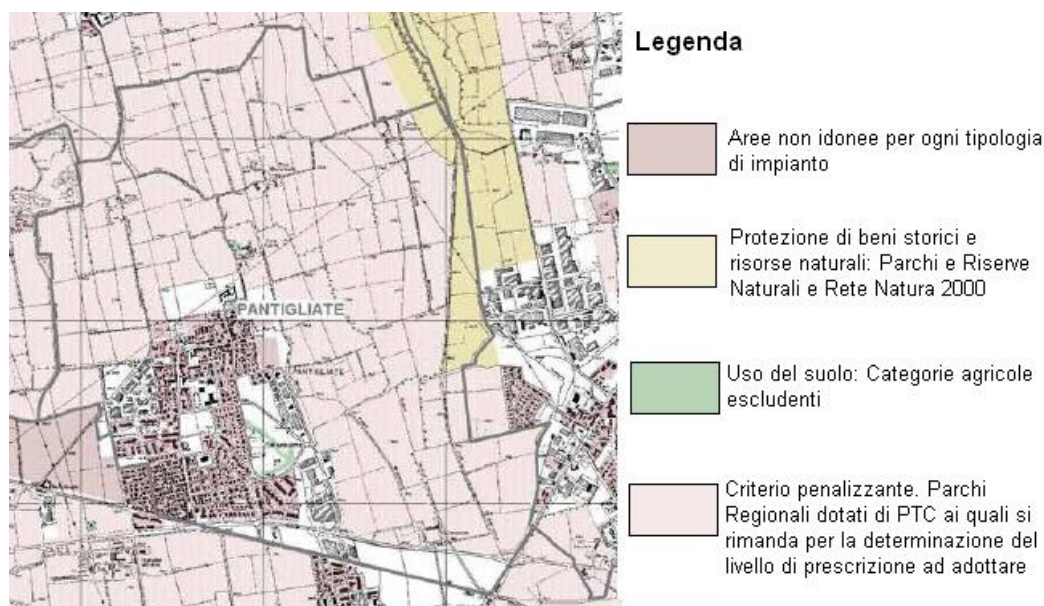 PANTIGLIATE
PANTIGLIATE
Legenda
Aree non idonee per ogni tipologia
di impianto
Protezione di beni storici e
risorse naturali: Parchi e Riserve
Naturali e Rete Natura 2000
Uso del suolo: Categorie agricole
escludenti
Criterio penalizzante. Parchi
Regionali dotati di PTC ai quali si
rimanda per la determinazione del
livello di prescrizione ad adottare